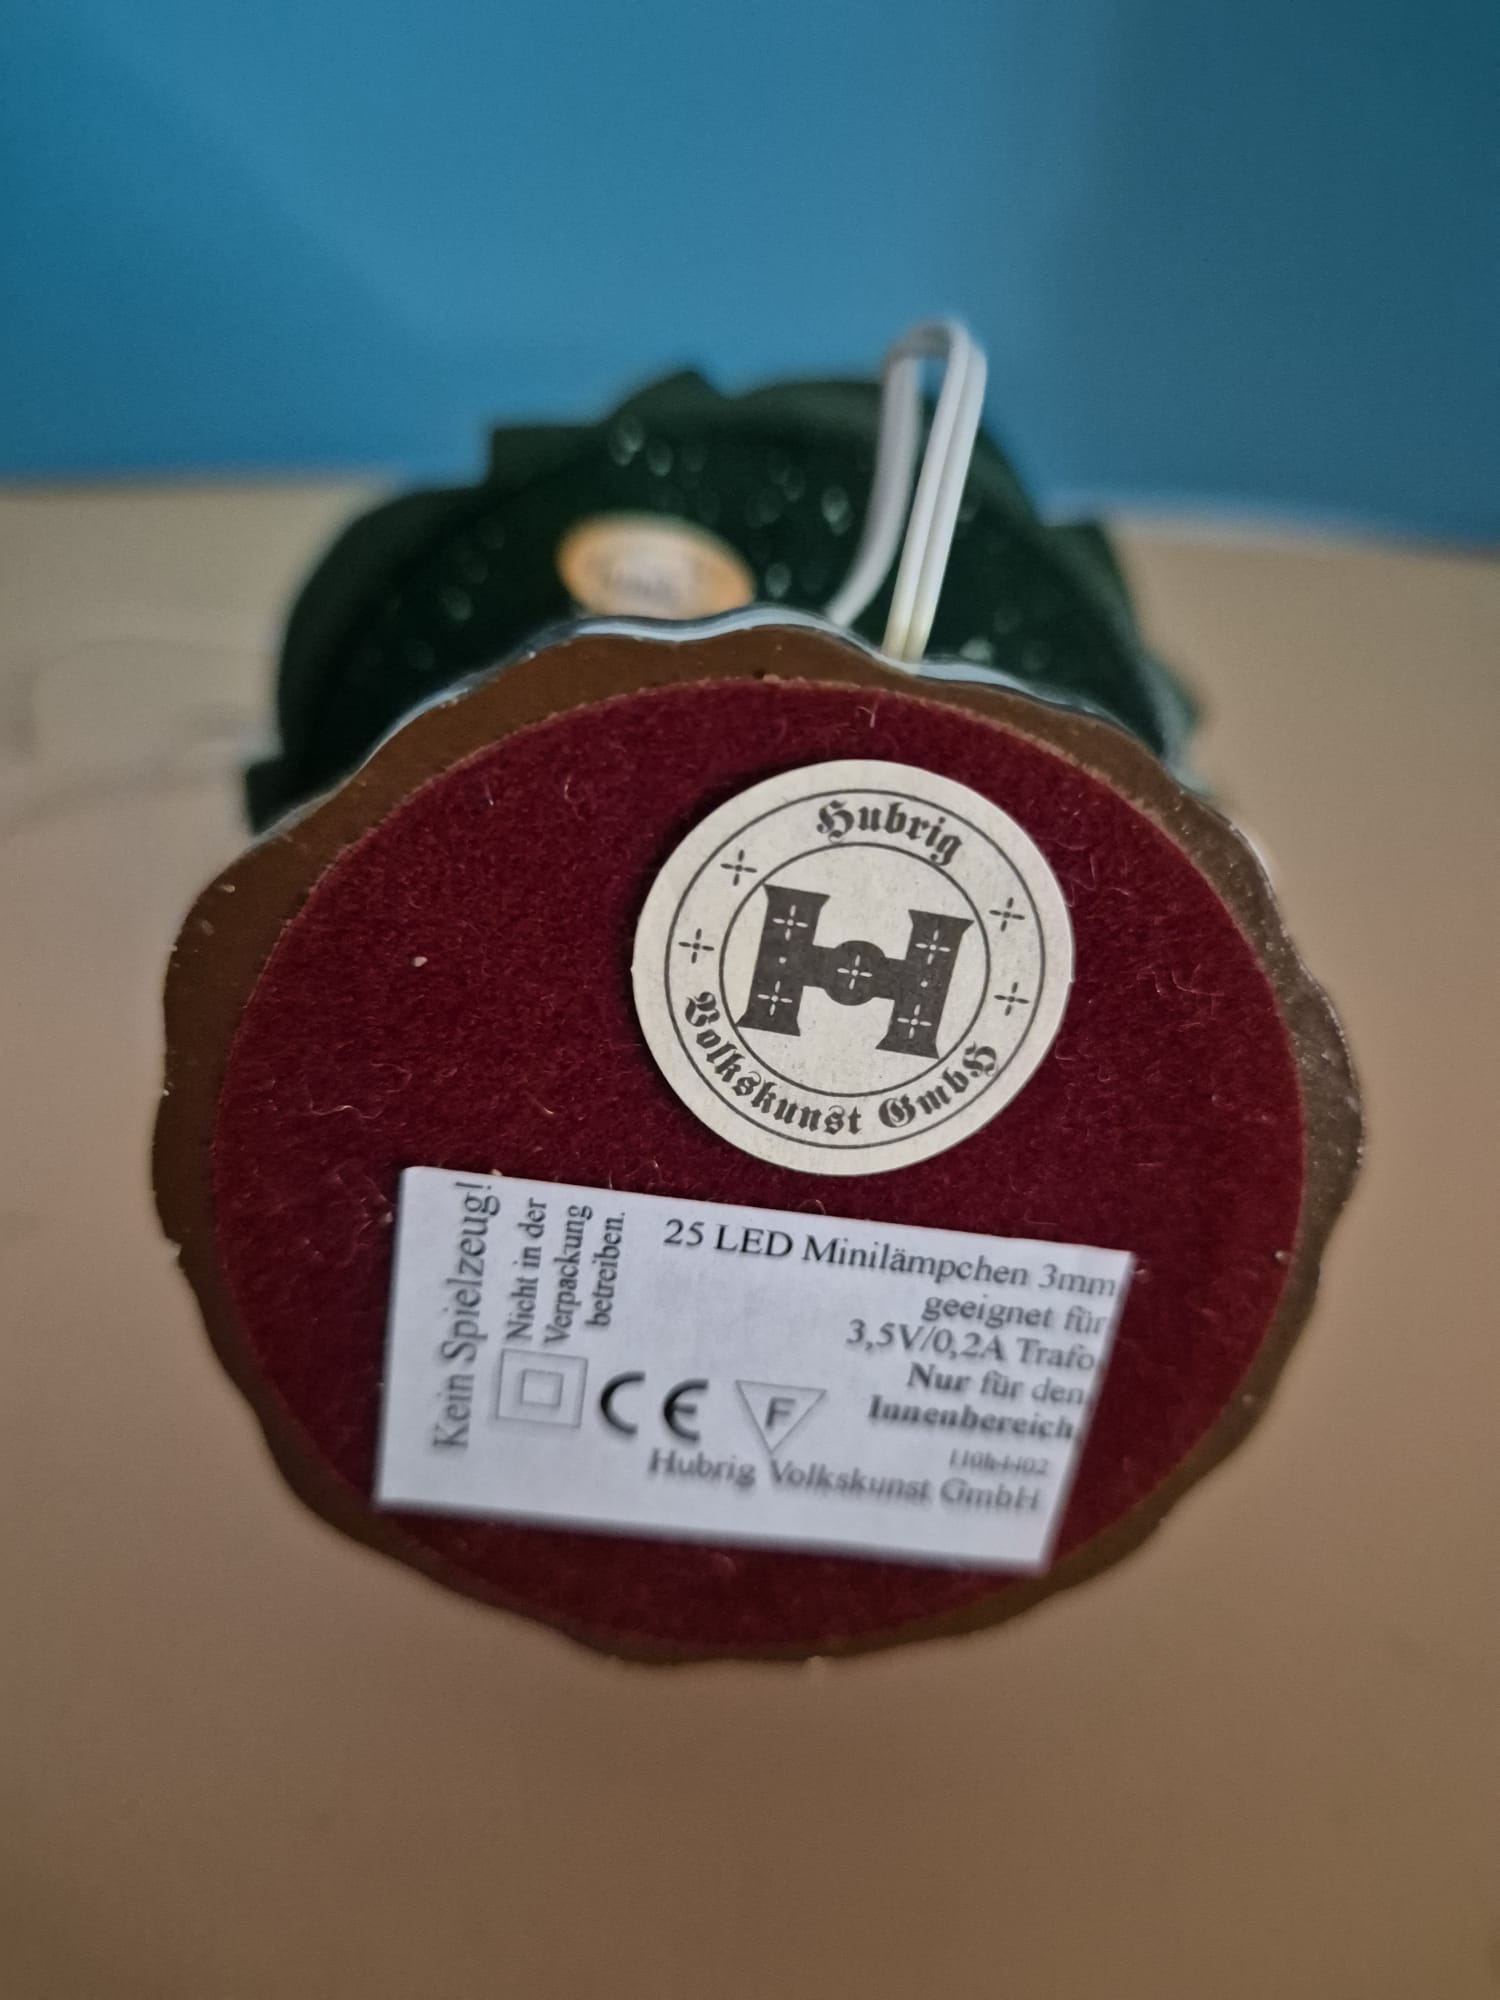 Hubrig
H
Volkskunst GmbH
Kein Spielzeug!
Nicht in der
Verpackung
betreiben.
25 LED Minilämpchen 3mm
geeignet für
3,5V/0,2A Trafo
Nur für den
Innenbereich
CE
F
Hubrig Volkskunst GmbH